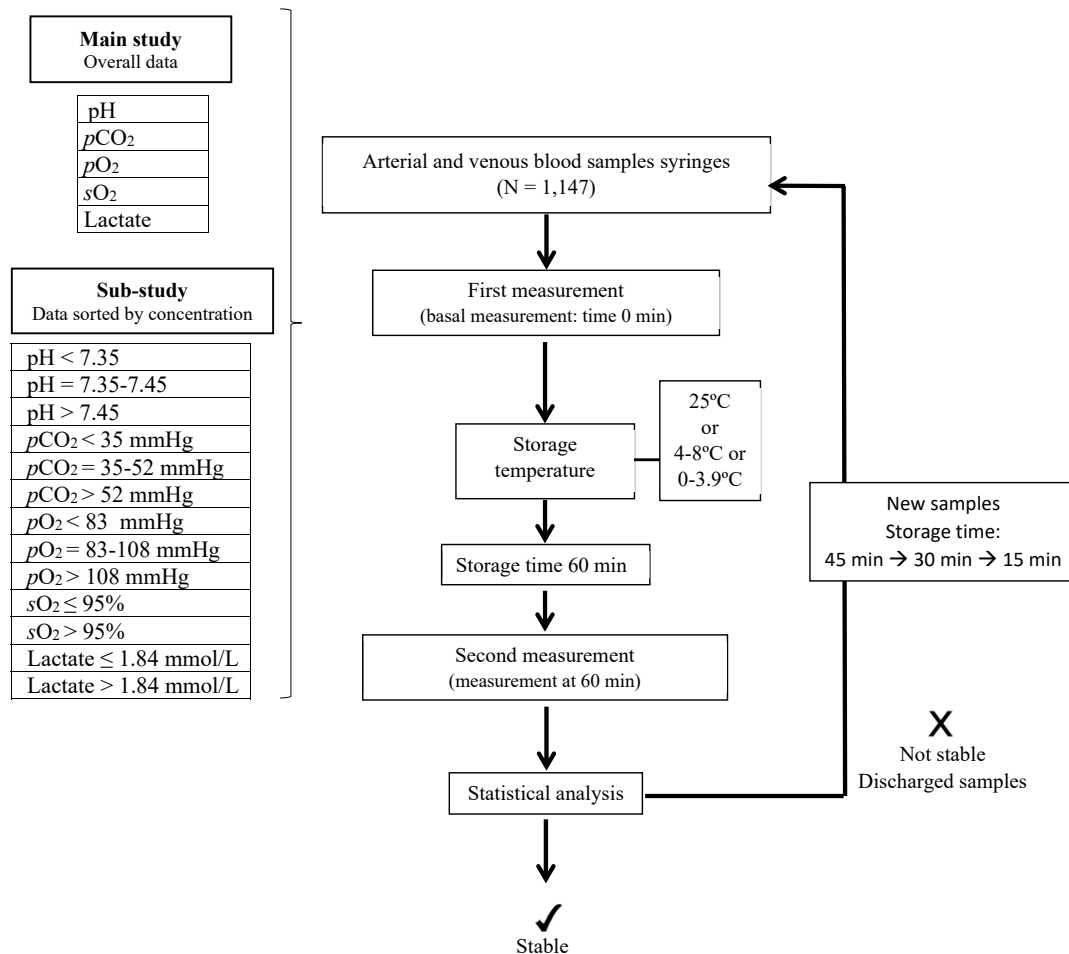 Main study
Overall data
pH
pCO₂
pO₂
sO₂
Lactate
Sub-study
Data sorted by concentration
pH < 7.35
pH = 7.35-7.45
pH > 7.45
pCO₂ < 35 mmHg
pCO₂ = 35-52 mmHg
pCO₂ > 52 mmHg
pO₂ < 83 mmHg
pO₂ = 83-108 mmHg
pO₂ > 108 mmHg
sO₂ ≤ 95%
sO₂ > 95%
Lactate ≤ 1.84 mmol/L
Lactate > 1.84 mmol/L
Arterial and venous blood samples syringes
(N = 1,147)
First measurement
(basal measurement: time 0 min)
Storage
temperature
25ºC
or
4-8ºC or
0-3.9ºC
Storage time 60 min
Second measurement
(measurement at 60 min)
Statistical analysis
Stable
New samples
Storage time:
45 min → 30 min → 15 min
X
Not stable
Discharged samples